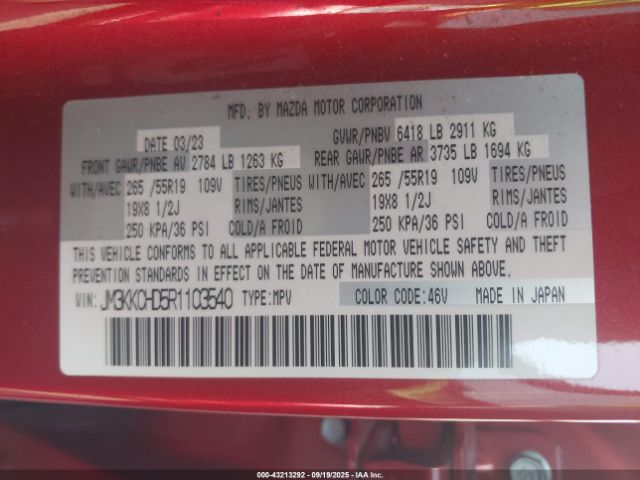 MFD. BY MAZDA MOTOR CORPORATION
DATE 03/23 GVWR/PNBV 6418 LB 2911 KG
FRONT GAWR/PNBE AV 2784 LB 1263 KG REAR GAWR/PNBE AR 3735 LB 1694 KG
WITH/AVEC 265 /55R19 109V TIRES/PNEUS WITH/AVEC 265 /55R19 109V TIRES/PNEUS
19X8 1/2J RIMS/JANTES 19X8 1/2J RIMS/JANTES
250 KPA/36 PSI COLD/A FROID 250 KPA/36 PSI COLD/A FROID
THIS VEHICLE CONFORMS TO ALL APPLICABLE FEDERAL MOTOR VEHICLE SAFETY AND THEFT
PREVENTION STANDARDS IN EFFECT ON THE DATE OF MANUFACTURE SHOWN ABOVE.
VIN: JM3KKCHD5R1103540 TYPE:MPV COLOR CODE:46V MADE IN JAPAN
000-43213292 - 09/19/2025 - IAA Inc.